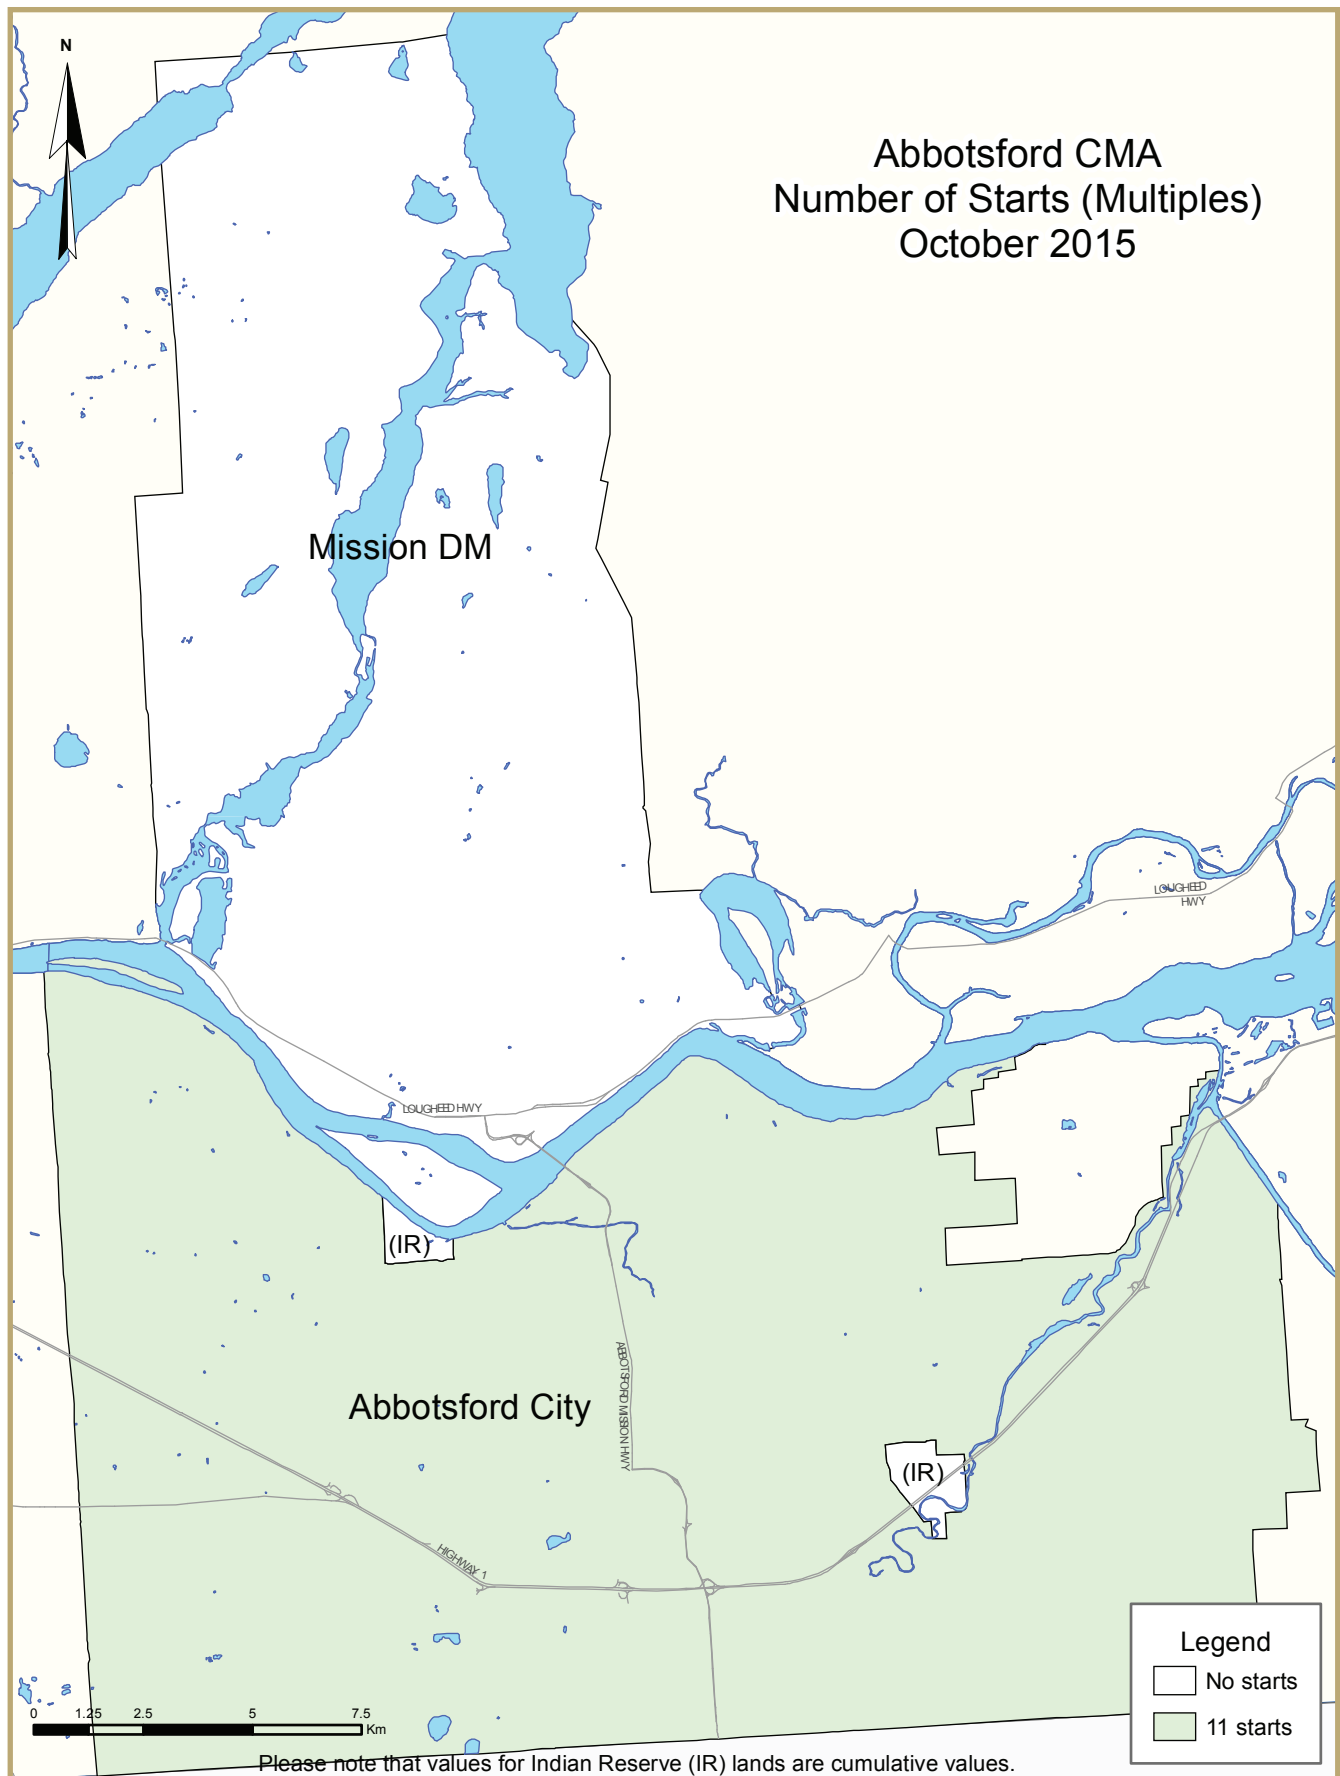 N
Abbotsford CMA
Number of Starts (Multiples)
October 2015
Mission DM
LOUGHEED
HWY
LOUGHEED HWY
(IR)
ABBOTSFORD MISSION HWY
Abbotsford City
(IR)
HIGHWAY 1
Legend
No starts
11 starts
0 1.25 2.5 5 7.5
Km
Please note that values for Indian Reserve (IR) lands are cumulative values.